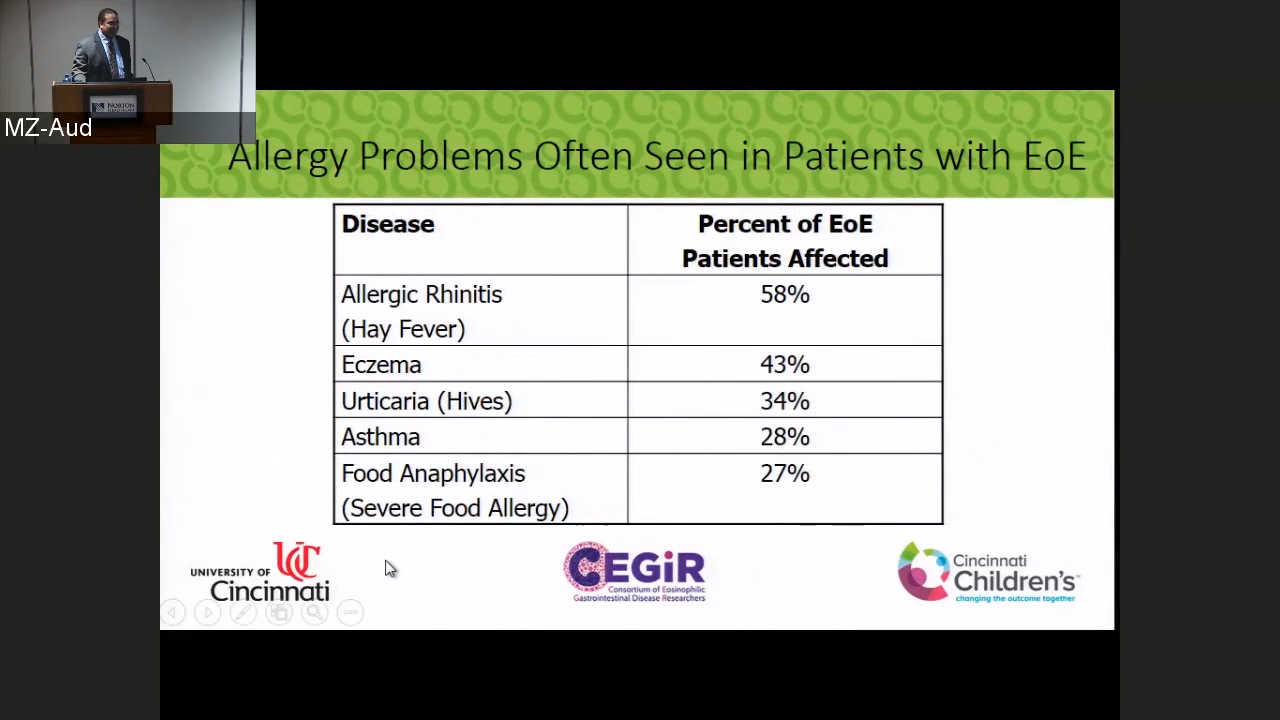 NORTON
MZ-Aud
Allergy Problems Often Seen in Patients with EoE
Disease
Percent of EoE
Patients Affected
Allergic Rhinitis
(Hay Fever)
58%
Eczema
43%
Urticaria (Hives)
34%
Asthma
28%
Food Anaphylaxis
(Severe Food Allergy)
27%
UC
UNIVERSITY OF
Cincinnati
CEGiR
Consortium of Eosinophilic
Gastrointestinal Disease Researchers
Cincinnati
Children's™
changing the outcome together